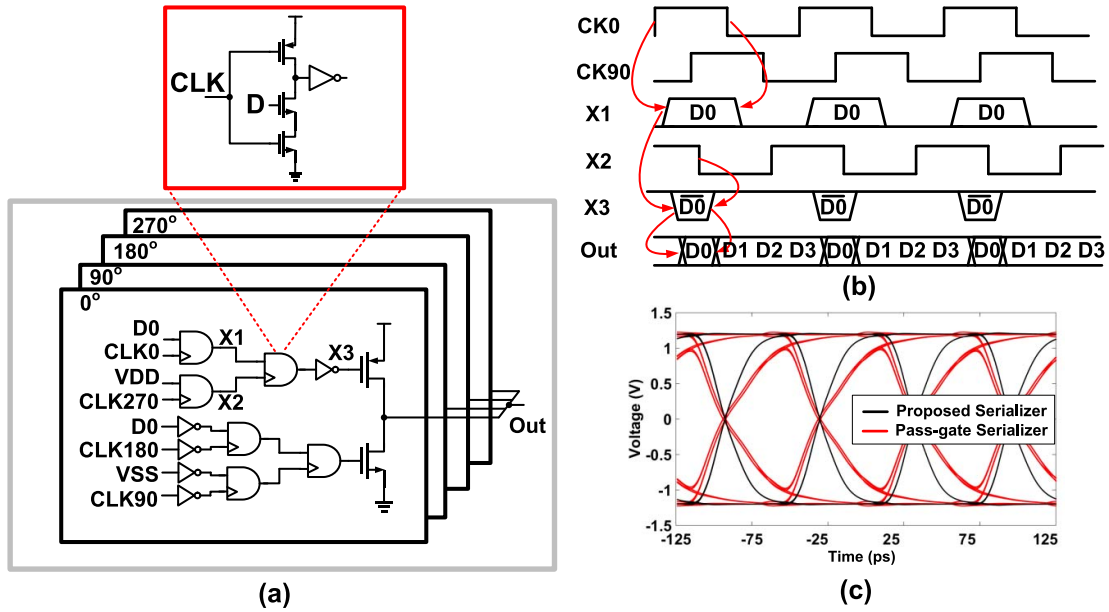 CLK
D
270°
180°
90°
0°
D0
CLK0
VDD
CLK270
D0
CLK180
VSS
CLK90
X1
X2
X3
Out
(a)
CK0
CK90
X1
D0
D0
D0
X2
X3
D0
D0
D0
Out
D0
D1 D2 D3
D0
D1 D2 D3
D0
D1 D2 D3
(b)
1.5
1
0.5
0
-0.5
-1
-1.5
Voltage (V)
Proposed Serializer
Pass-gate Serializer
-125
-75
-25
25
75
125
Time (ps)
(c)